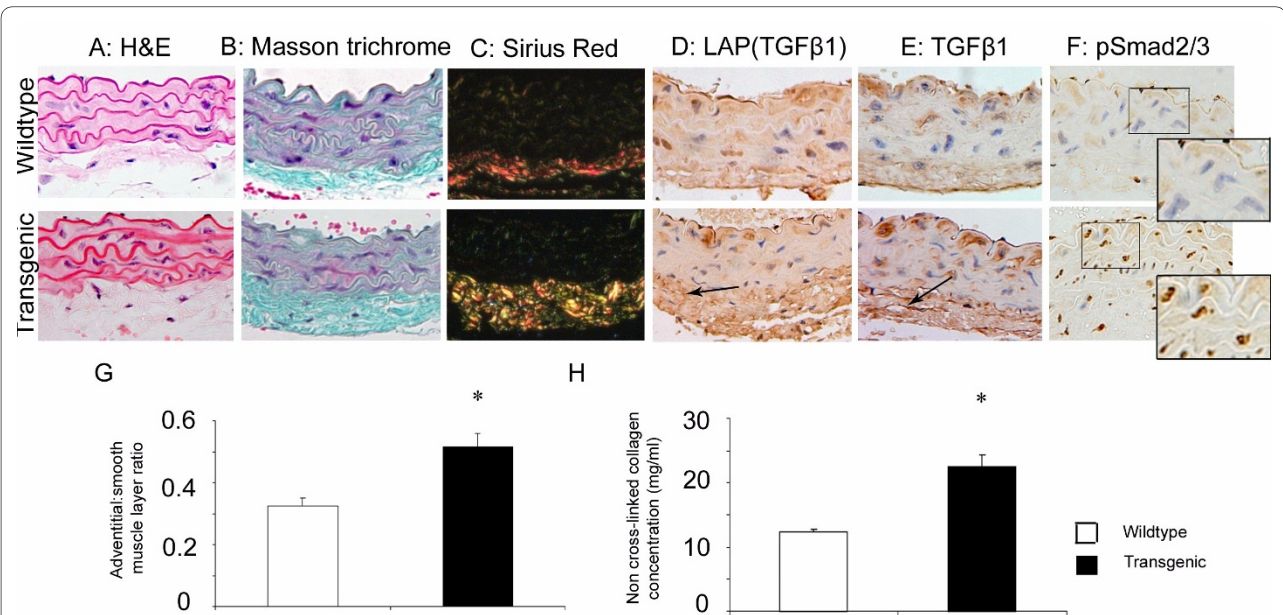 A: H&E
B: Masson trichrome
C: Sirius Red
D: LAP(TGFβ1)
E: TGFβ1
F: pSmad2/3
Wildtype
Transgenic
G
Adventitial:smooth
muscle layer ratio
0.6
0.4
0.2
0
*
H
Non cross-linked collagen
concentration (mg/ml)
30
20
10
0
*
Wildtype
Transgenic